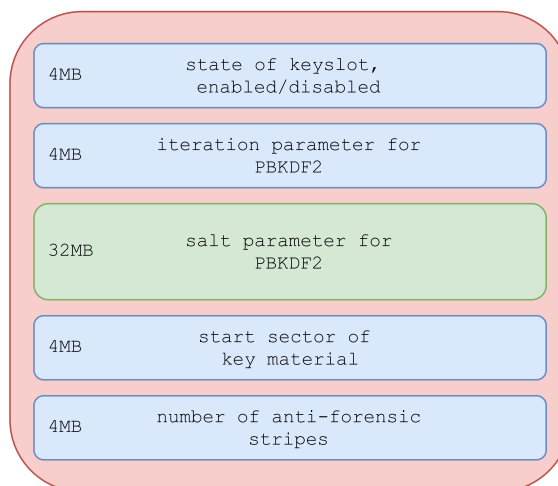 4MB
state of keyslot,
enabled/disabled
4MB
iteration parameter for
PBKDF2
32MB
salt parameter for
PBKDF2
4MB
start sector of
key material
4MB
number of anti-forensic
stripes